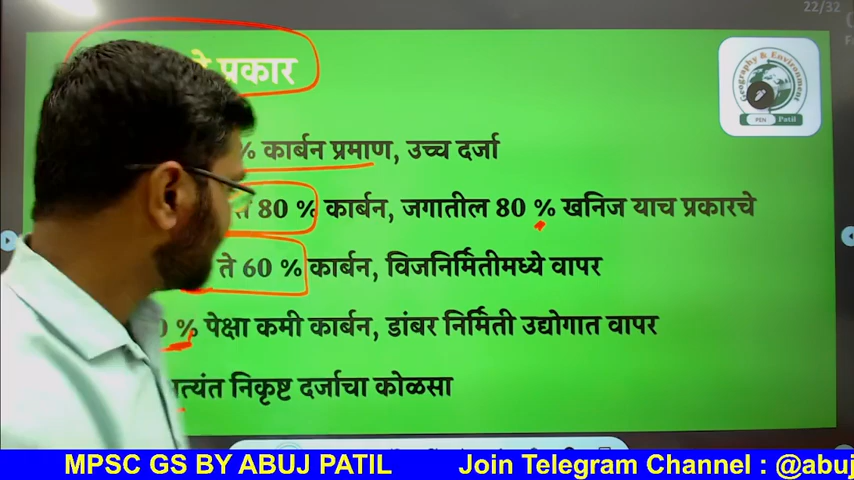 22/32
प्रकार
Geography & Environment
PEN Patil
% कार्बन प्रमाण, उच्च दर्जा
80 % कार्बन, जगातील 80 % खनिज याच प्रकारचे
ते 60 % कार्बन, विजनिर्मितीमध्ये वापर
0 % पेक्षा कमी कार्बन, डांबर निर्मिती उद्योगात वापर
त्यंत निकृष्ट दर्जाचा कोळसा
MPSC GS BY ABUJ PATIL Join Telegram Channel : @abuj